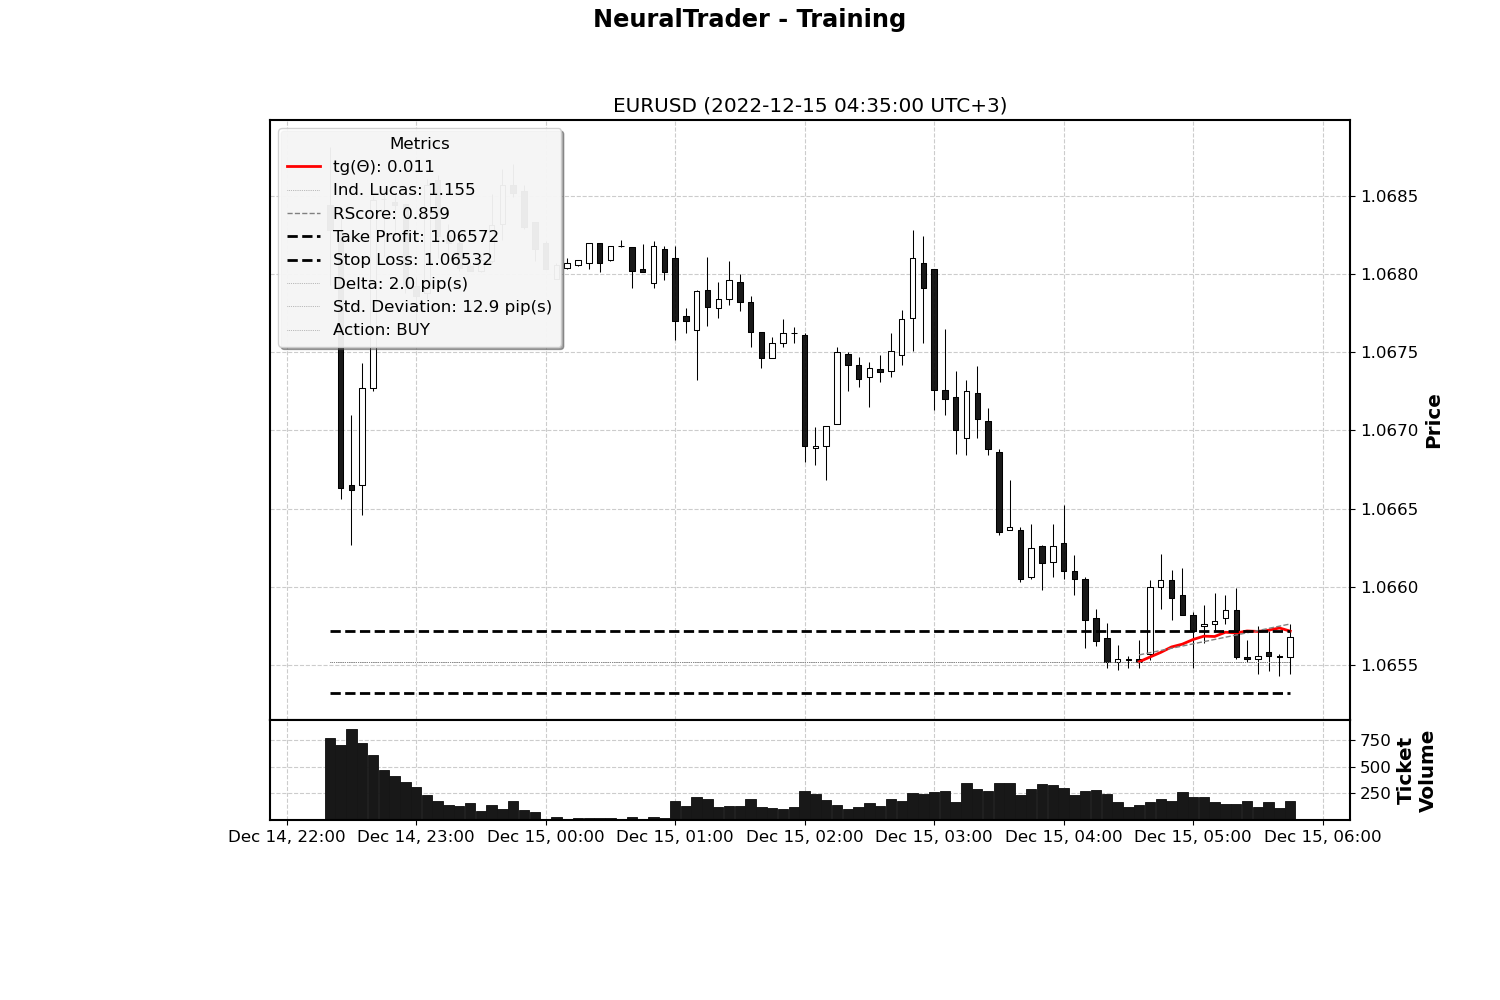 NeuralTrader - Training
EURUSD (2022-12-15 04:35:00 UTC+3)
Metrics
tg(Θ): 0.011
Ind. Lucas: 1.155
RScore: 0.859
Take Profit: 1.06572
Stop Loss: 1.06532
Delta: 2.0 pip(s)
Std. Deviation: 12.9 pip(s)
Action: BUY
1.0685
1.0680
1.0675
1.0670
1.0665
1.0660
1.0655
Price
750
500
250
Ticket
Volume
Dec 14, 22:00
Dec 14, 23:00
Dec 15, 00:00
Dec 15, 01:00
Dec 15, 02:00
Dec 15, 03:00
Dec 15, 04:00
Dec 15, 05:00
Dec 15, 06:00